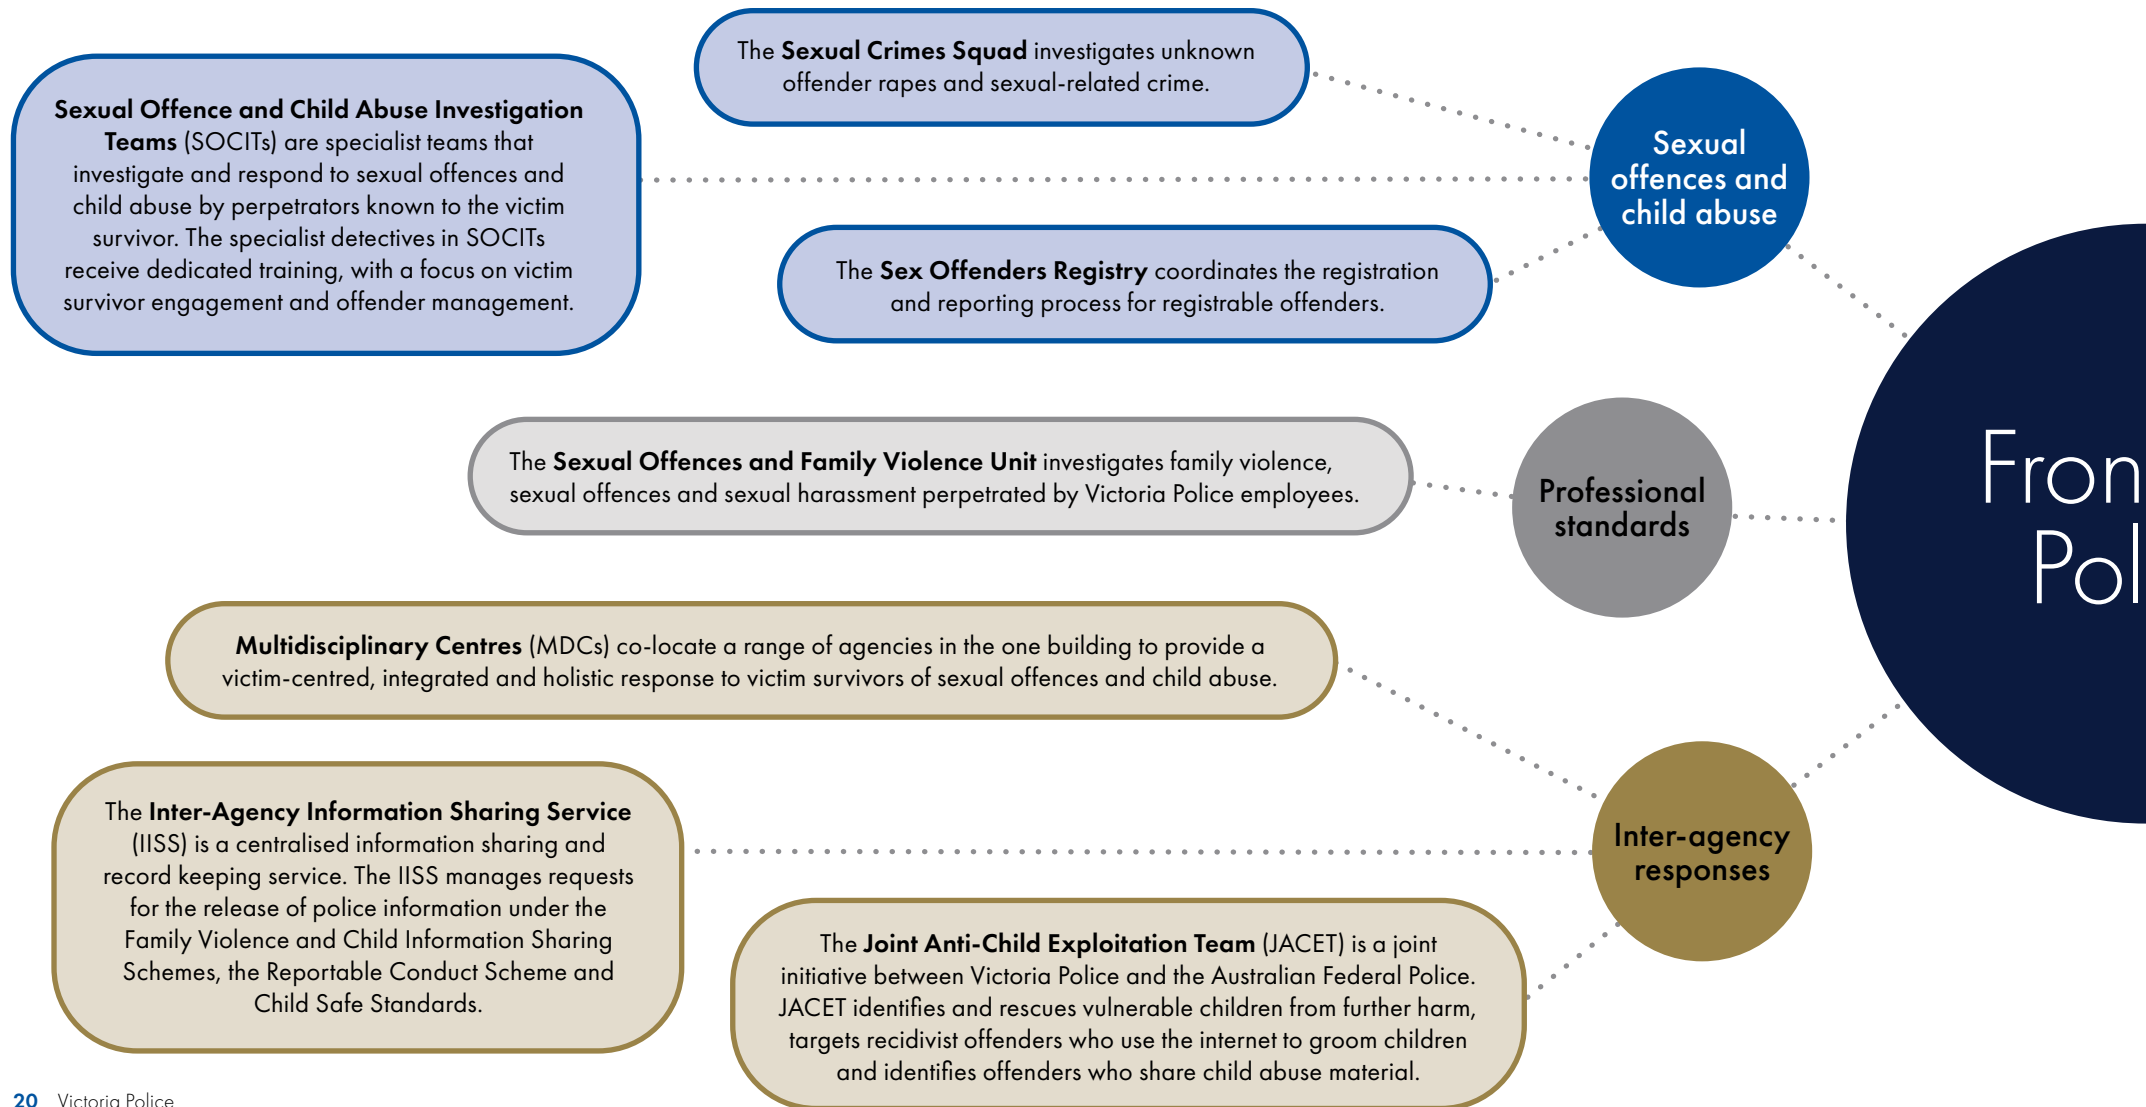 The Sexual Crimes Squad investigates unknown
offender rapes and sexual-related crime.
Sexual Offence and Child Abuse Investigation
Teams (SOCITs) are specialist teams that
investigate and respond to sexual offences and
child abuse by perpetrators known to the victim
survivor. The specialist detectives in SOCITs
receive dedicated training, with a focus on victim
survivor engagement and offender management.
Sexual
offences and
child abuse
The Sex Offenders Registry coordinates the registration
and reporting process for registrable offenders.
The Sexual Offences and Family Violence Unit investigates family violence,
sexual offences and sexual harassment perpetrated by Victoria Police employees.
Professional
standards
Fron
Pol
Multidisciplinary Centres (MDCs) co-locate a range of agencies in the one building to provide a
victim-centred, integrated and holistic response to victim survivors of sexual offences and child abuse.
The Inter-Agency Information Sharing Service
(IISS) is a centralised information sharing and
record keeping service. The IISS manages requests
for the release of police information under the
Family Violence and Child Information Sharing
Schemes, the Reportable Conduct Scheme and
Child Safe Standards.
Inter-agency
responses
The Joint Anti-Child Exploitation Team (JACET) is a joint
initiative between Victoria Police and the Australian Federal Police.
JACET identifies and rescues vulnerable children from further harm,
targets recidivist offenders who use the internet to groom children
and identifies offenders who share child abuse material.
20 Victoria Police